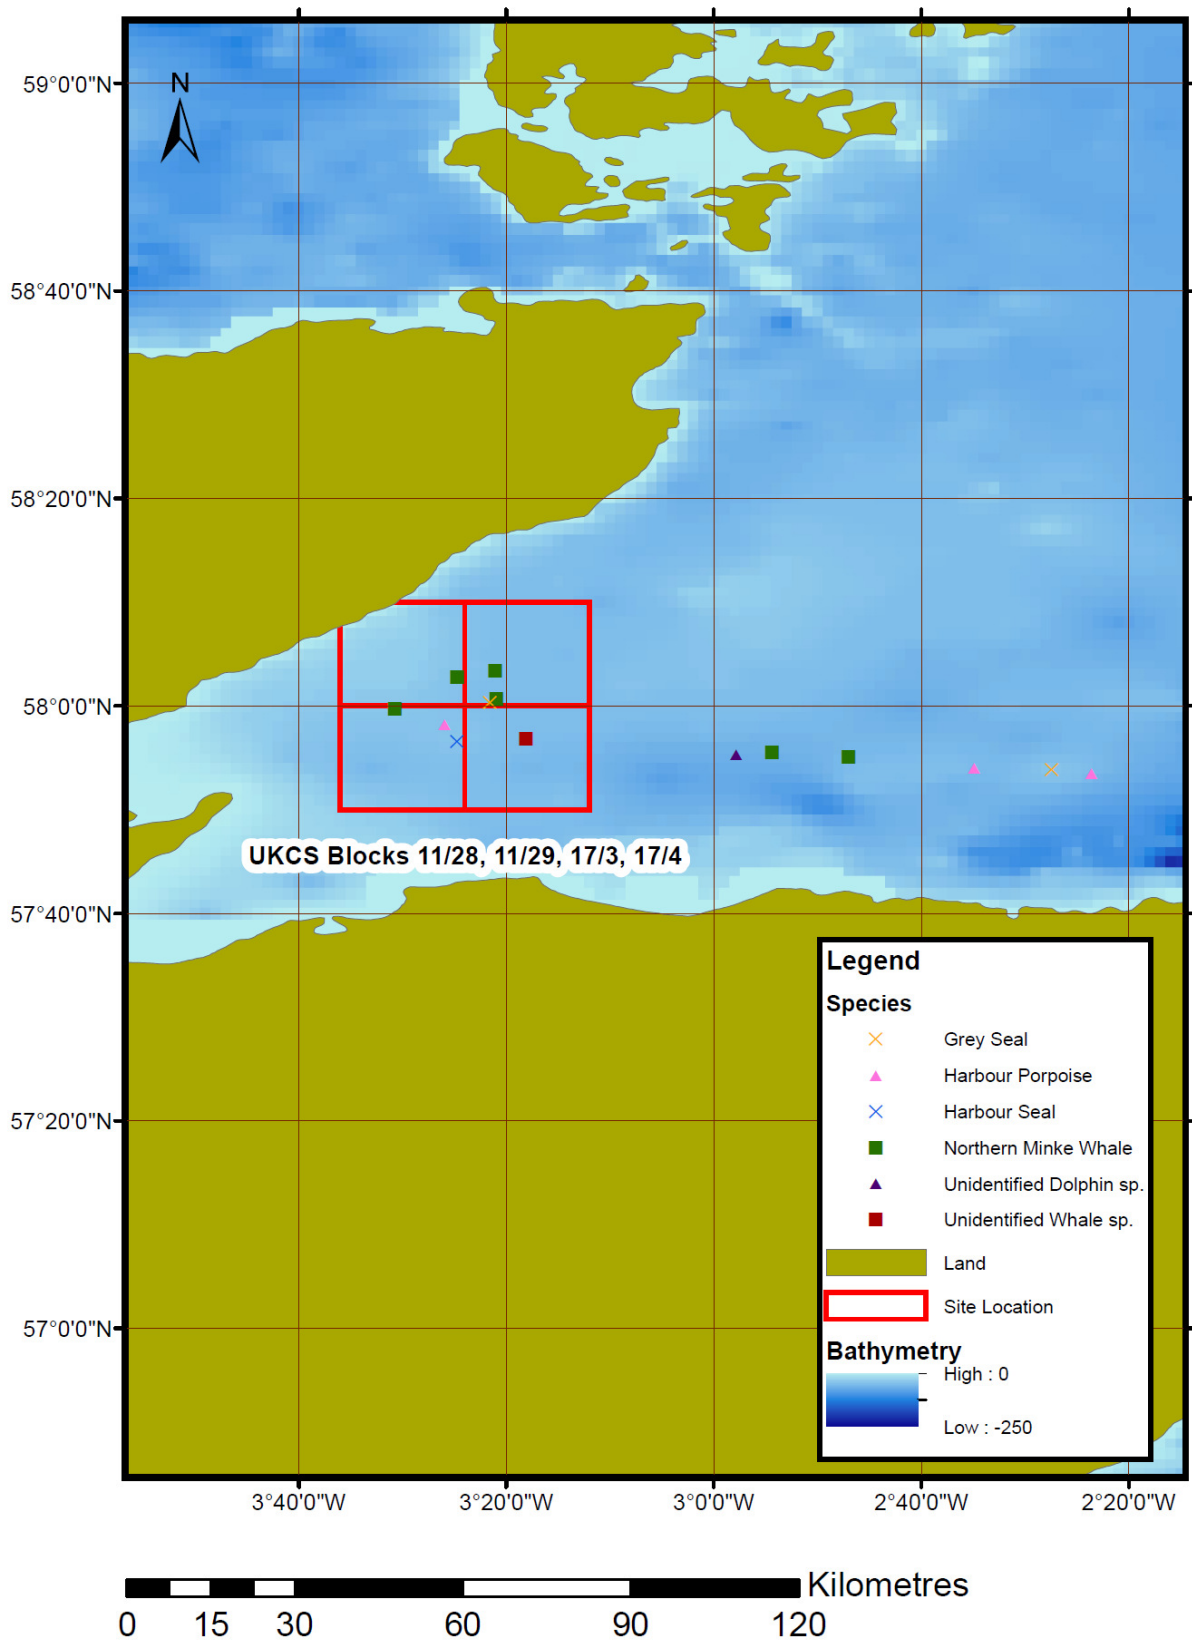 N
59°0'0"N
58°40'0"N
58°20'0"N
58°0'0"N
57°40'0"N
57°20'0"N
57°0'0"N
UKCS Blocks 11/28, 11/29, 17/3, 17/4
Legend
Species
Grey Seal
Harbour Porpoise
Harbour Seal
Northern Minke Whale
Unidentified Dolphin sp.
Unidentified Whale sp.
Land
Site Location
Bathymetry
High : 0
Low : -250
3°40'0"W 3°20'0"W 3°0'0"W 2°40'0"W 2°20'0"W
Kilometres
0 15 30 60 90 120